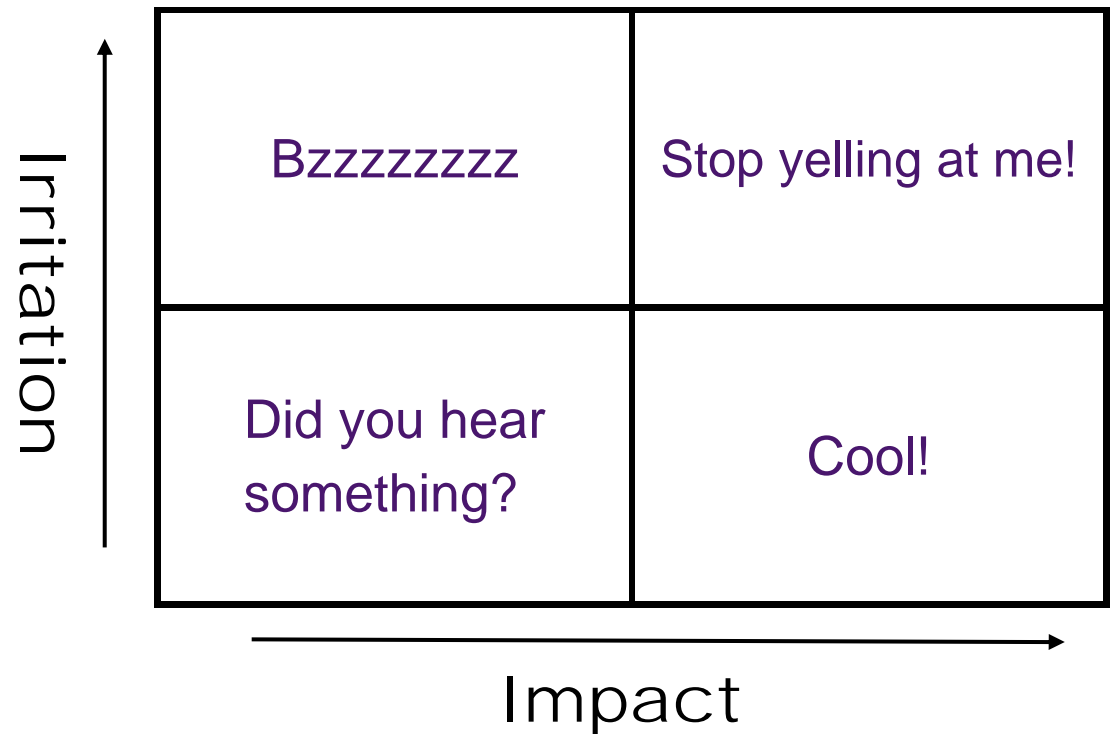 Irritation
Bzzzzzzzz
Stop yelling at me!
Did you hear
something?
Cool!
Impact